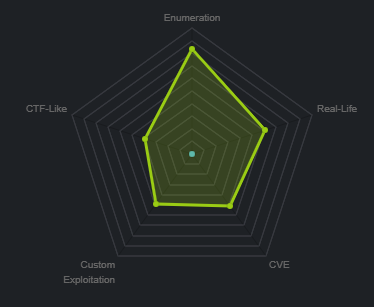 Enumeration
CTF-Like
Real-Life
Custom
Exploitation
CVE